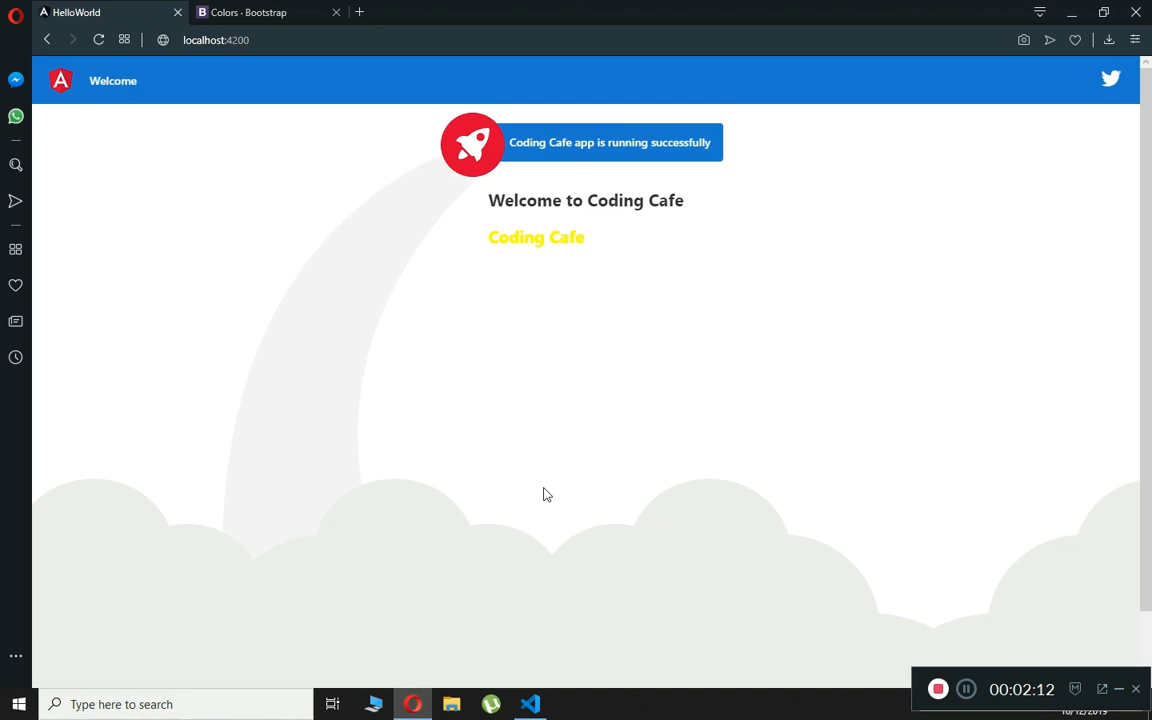 HelloWorld
B Colors · Bootstrap
localhost:4200
A Welcome
Coding Cafe app is running successfully
Welcome to Coding Cafe
Coding Cafe
00:02:12
Type here to search